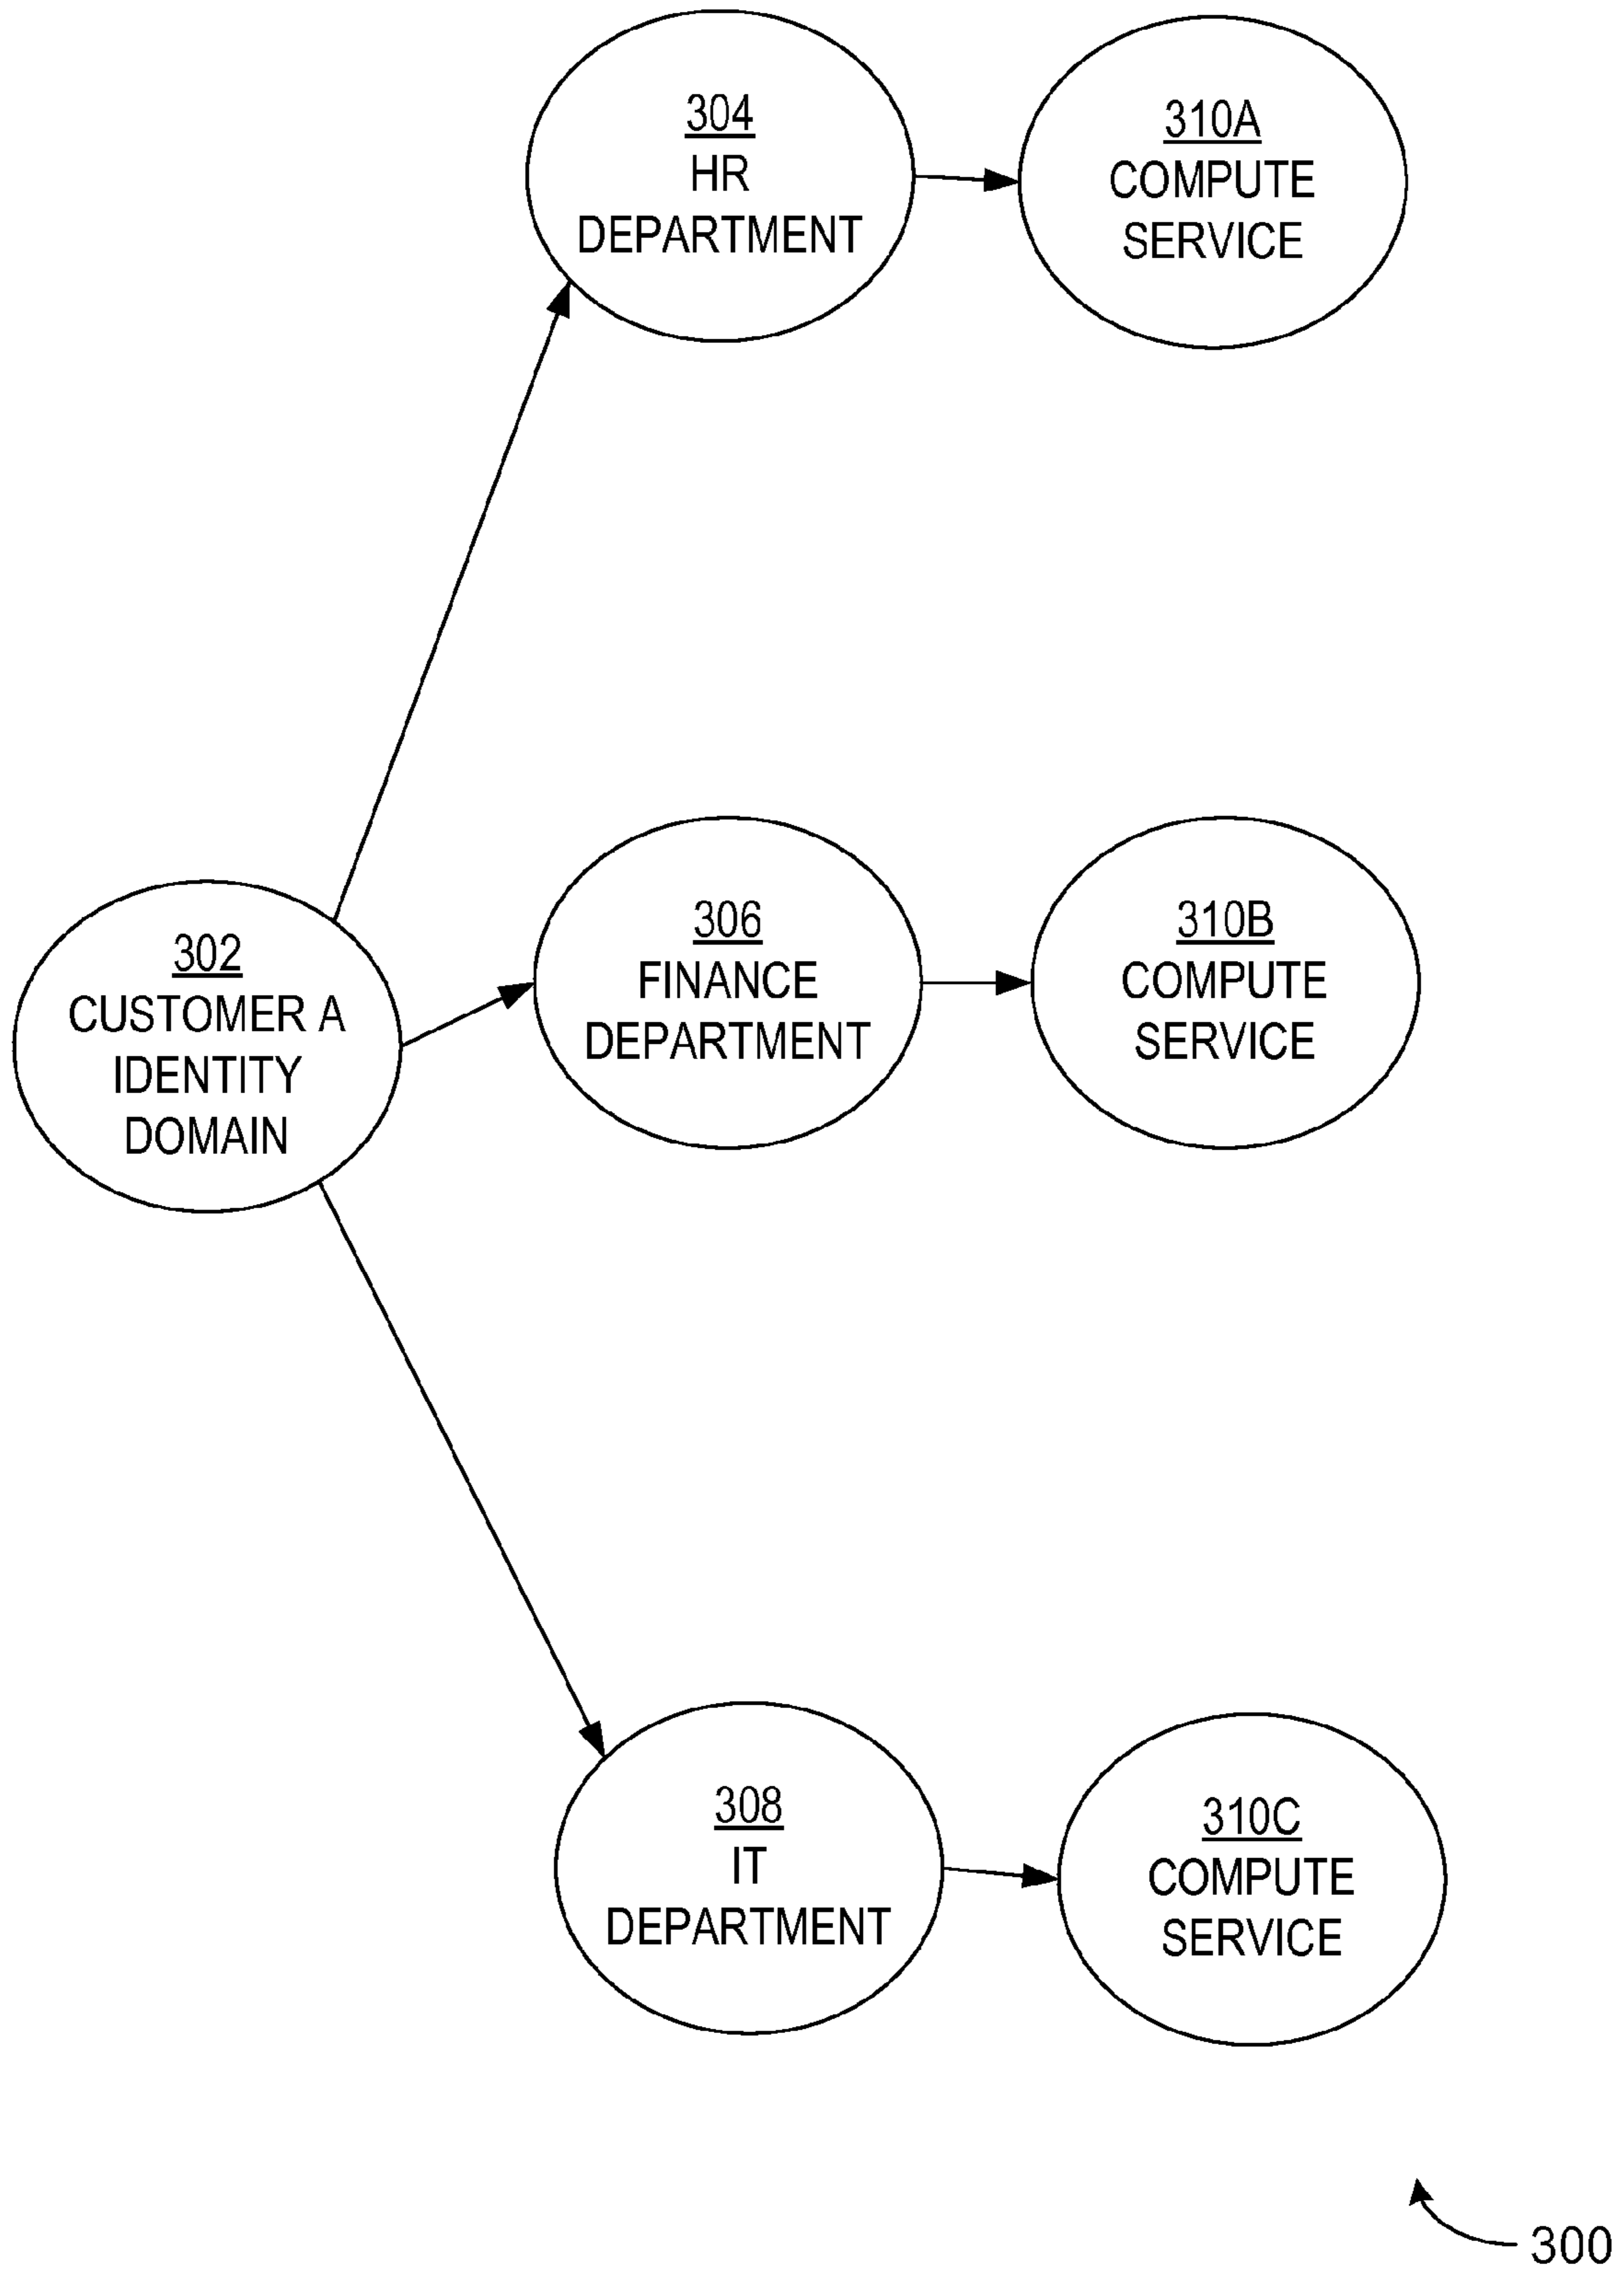 304
HR
DEPARTMENT
310A
COMPUTE
SERVICE
302
CUSTOMER A
IDENTITY
DOMAIN
306
FINANCE
DEPARTMENT
310B
COMPUTE
SERVICE
308
IT
DEPARTMENT
310C
COMPUTE
SERVICE
300